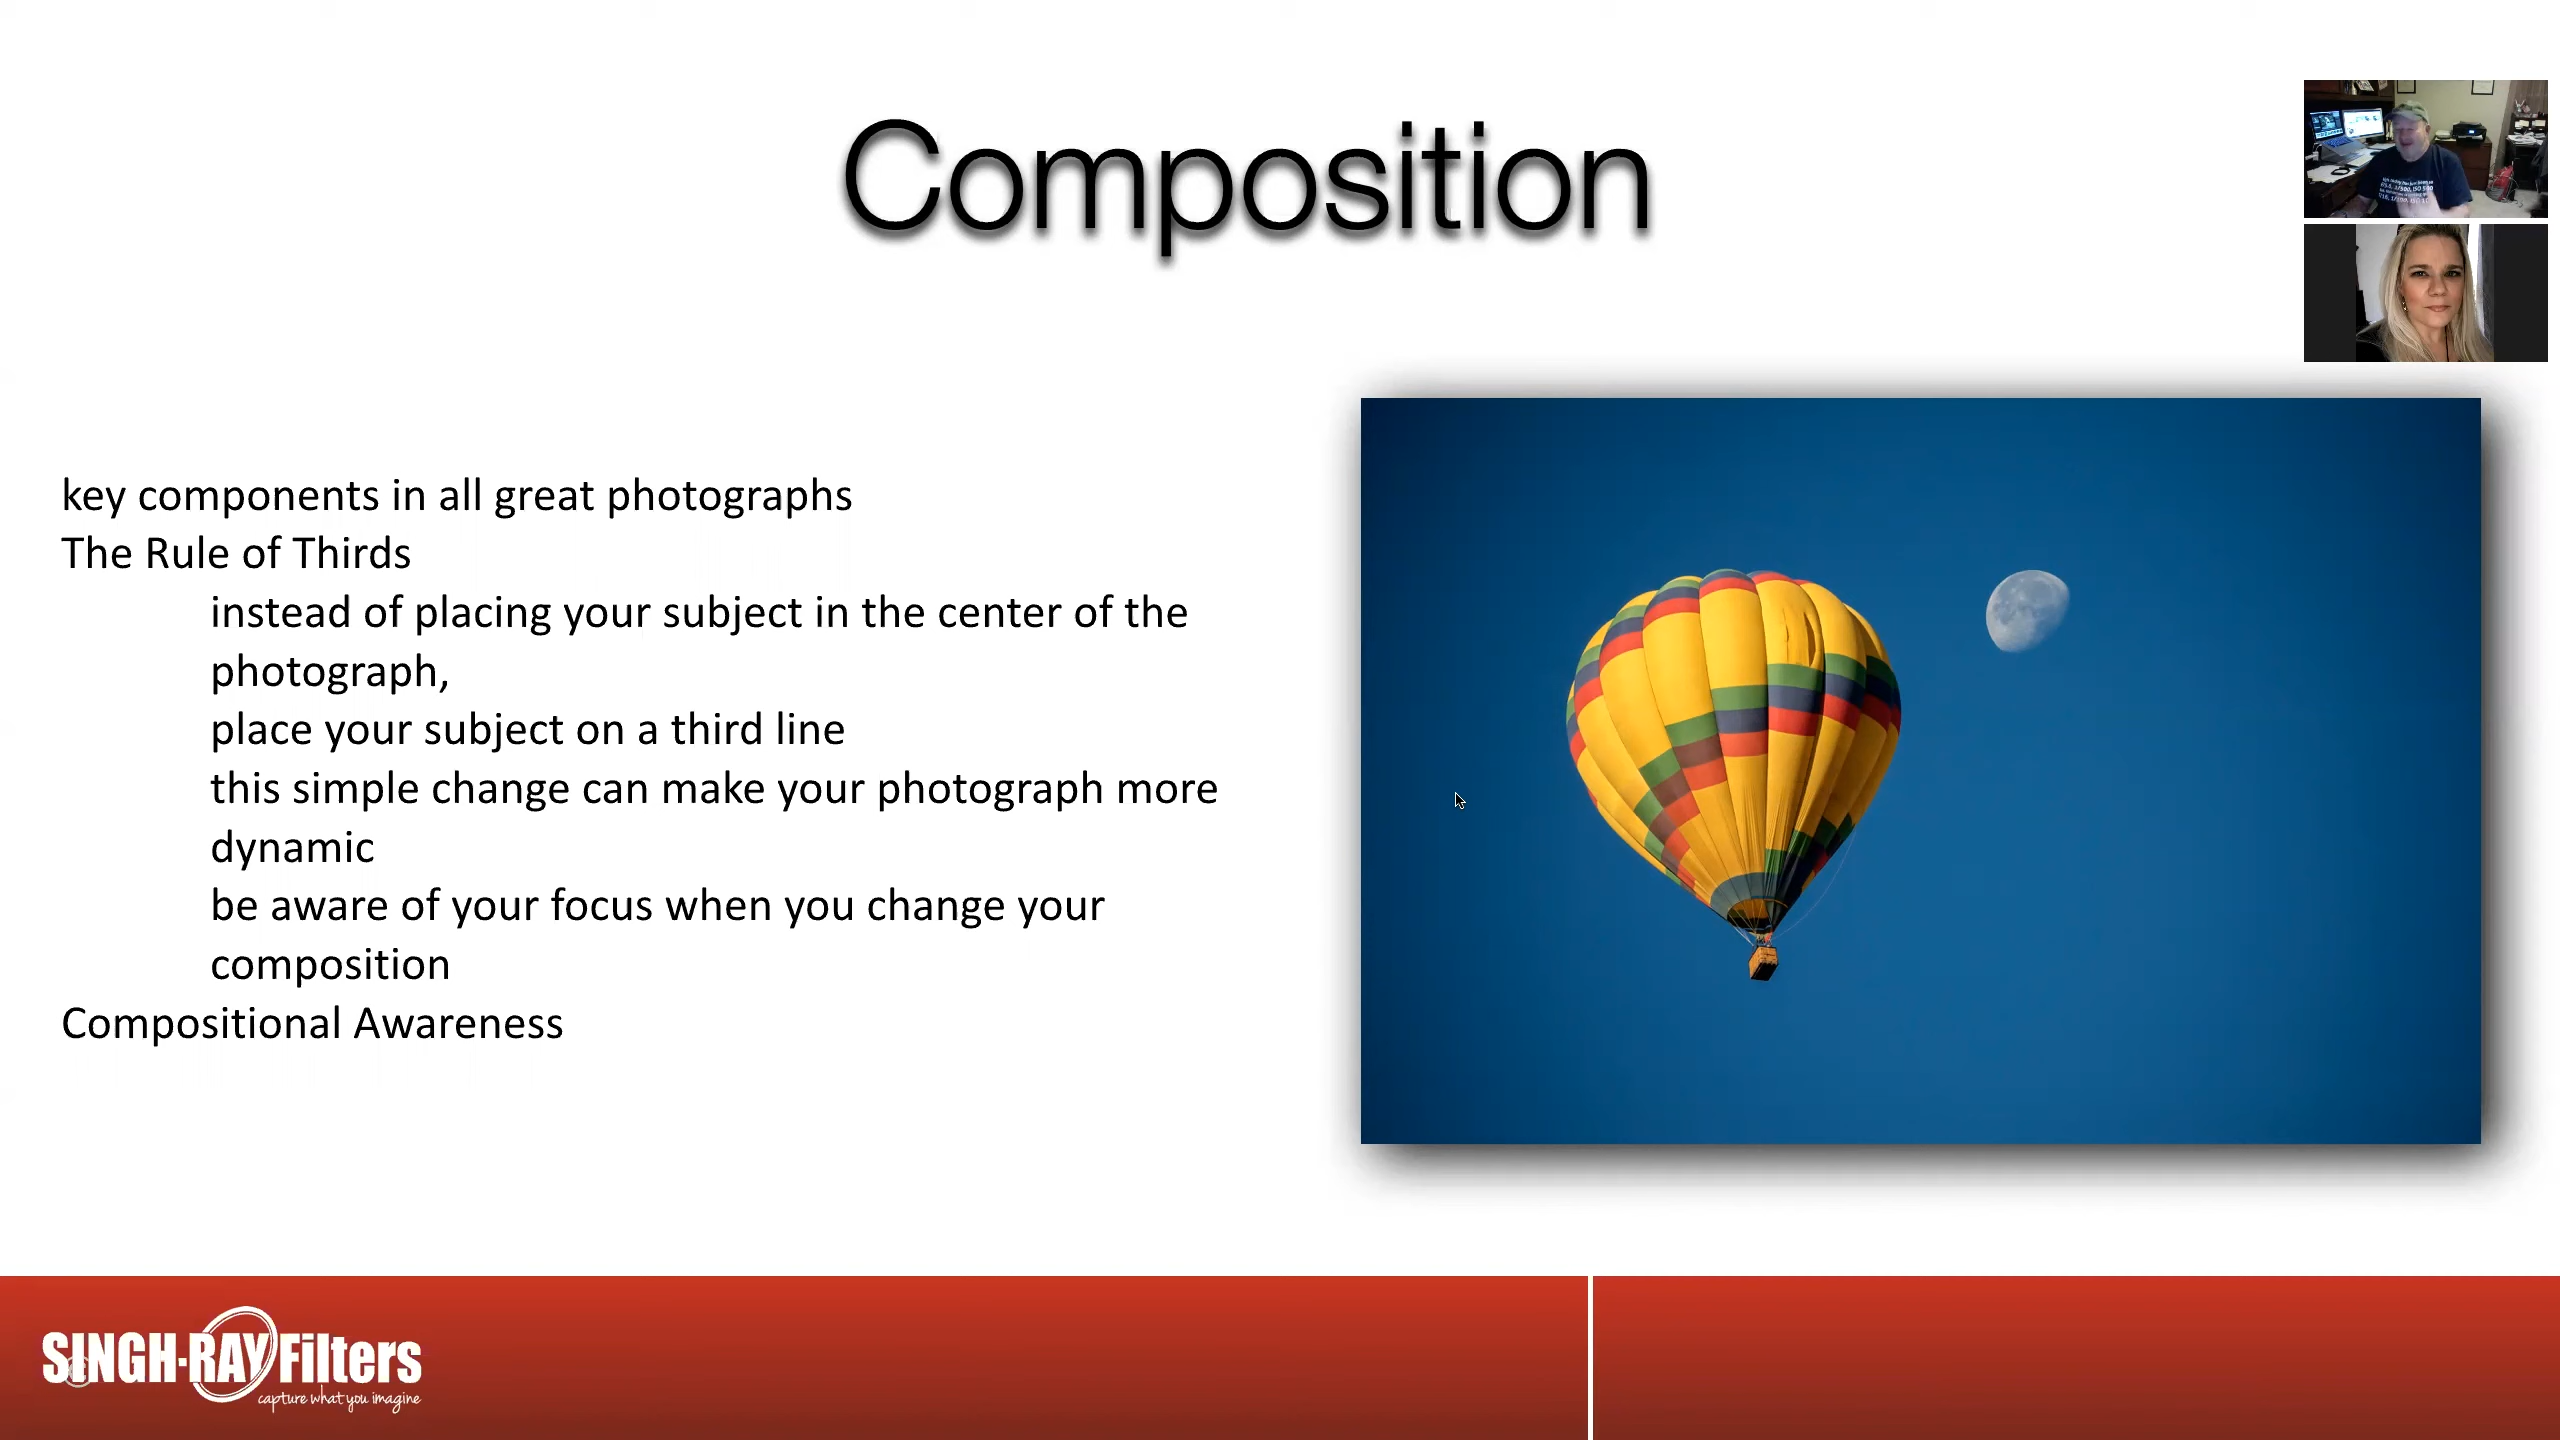 Composition
key components in all great photographs
The Rule of Thirds
instead of placing your subject in the center of the
photograph,
place your subject on a third line
this simple change can make your photograph more
dynamic
be aware of your focus when you change your
composition
Compositional Awareness
SINGH-RAY Filters
capture what you imagine